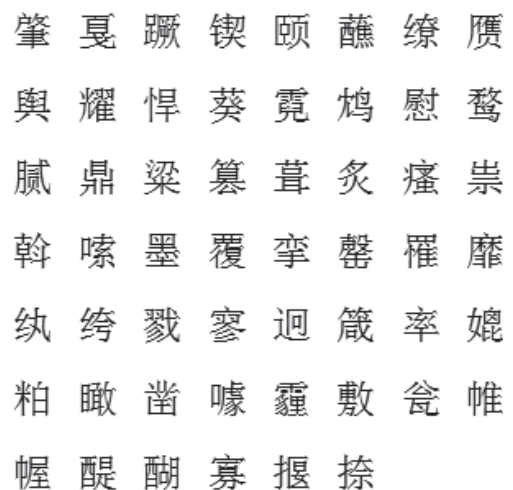 肇 戛 蹶 锲 颐 蘸 缭 赝
舆 耀 悍 葵 霓 鸩 慰 鹜
腻 鼎 粱 篡 葺 炙 瘙 祟
斡 嗦 墨 覆 挛 罄 罹 靡
纨 绔 戮 寥 迥 箴 率 媲
粕 瞰 凿 噱 霾 敷 瓮 帷
幄 醍 醐 寡 揠 捺